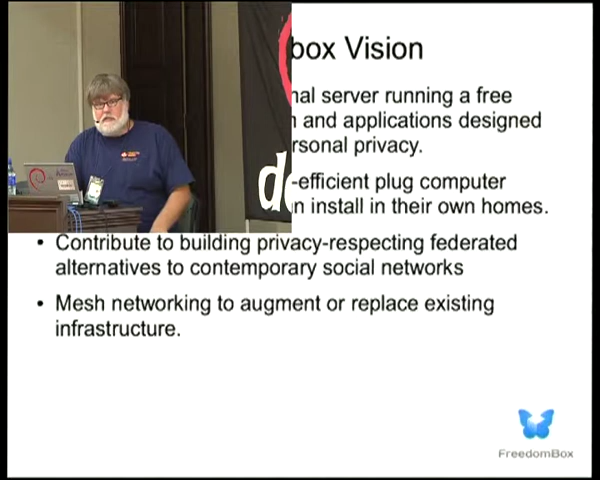 box Vision
nal server running a free
and applications designed
rsonal privacy.
-efficient plug computer
n install in their own homes.
• Contribute to building privacy-respecting federated
alternatives to contemporary social networks
• Mesh networking to augment or replace existing
infrastructure.
de
FreedomBox